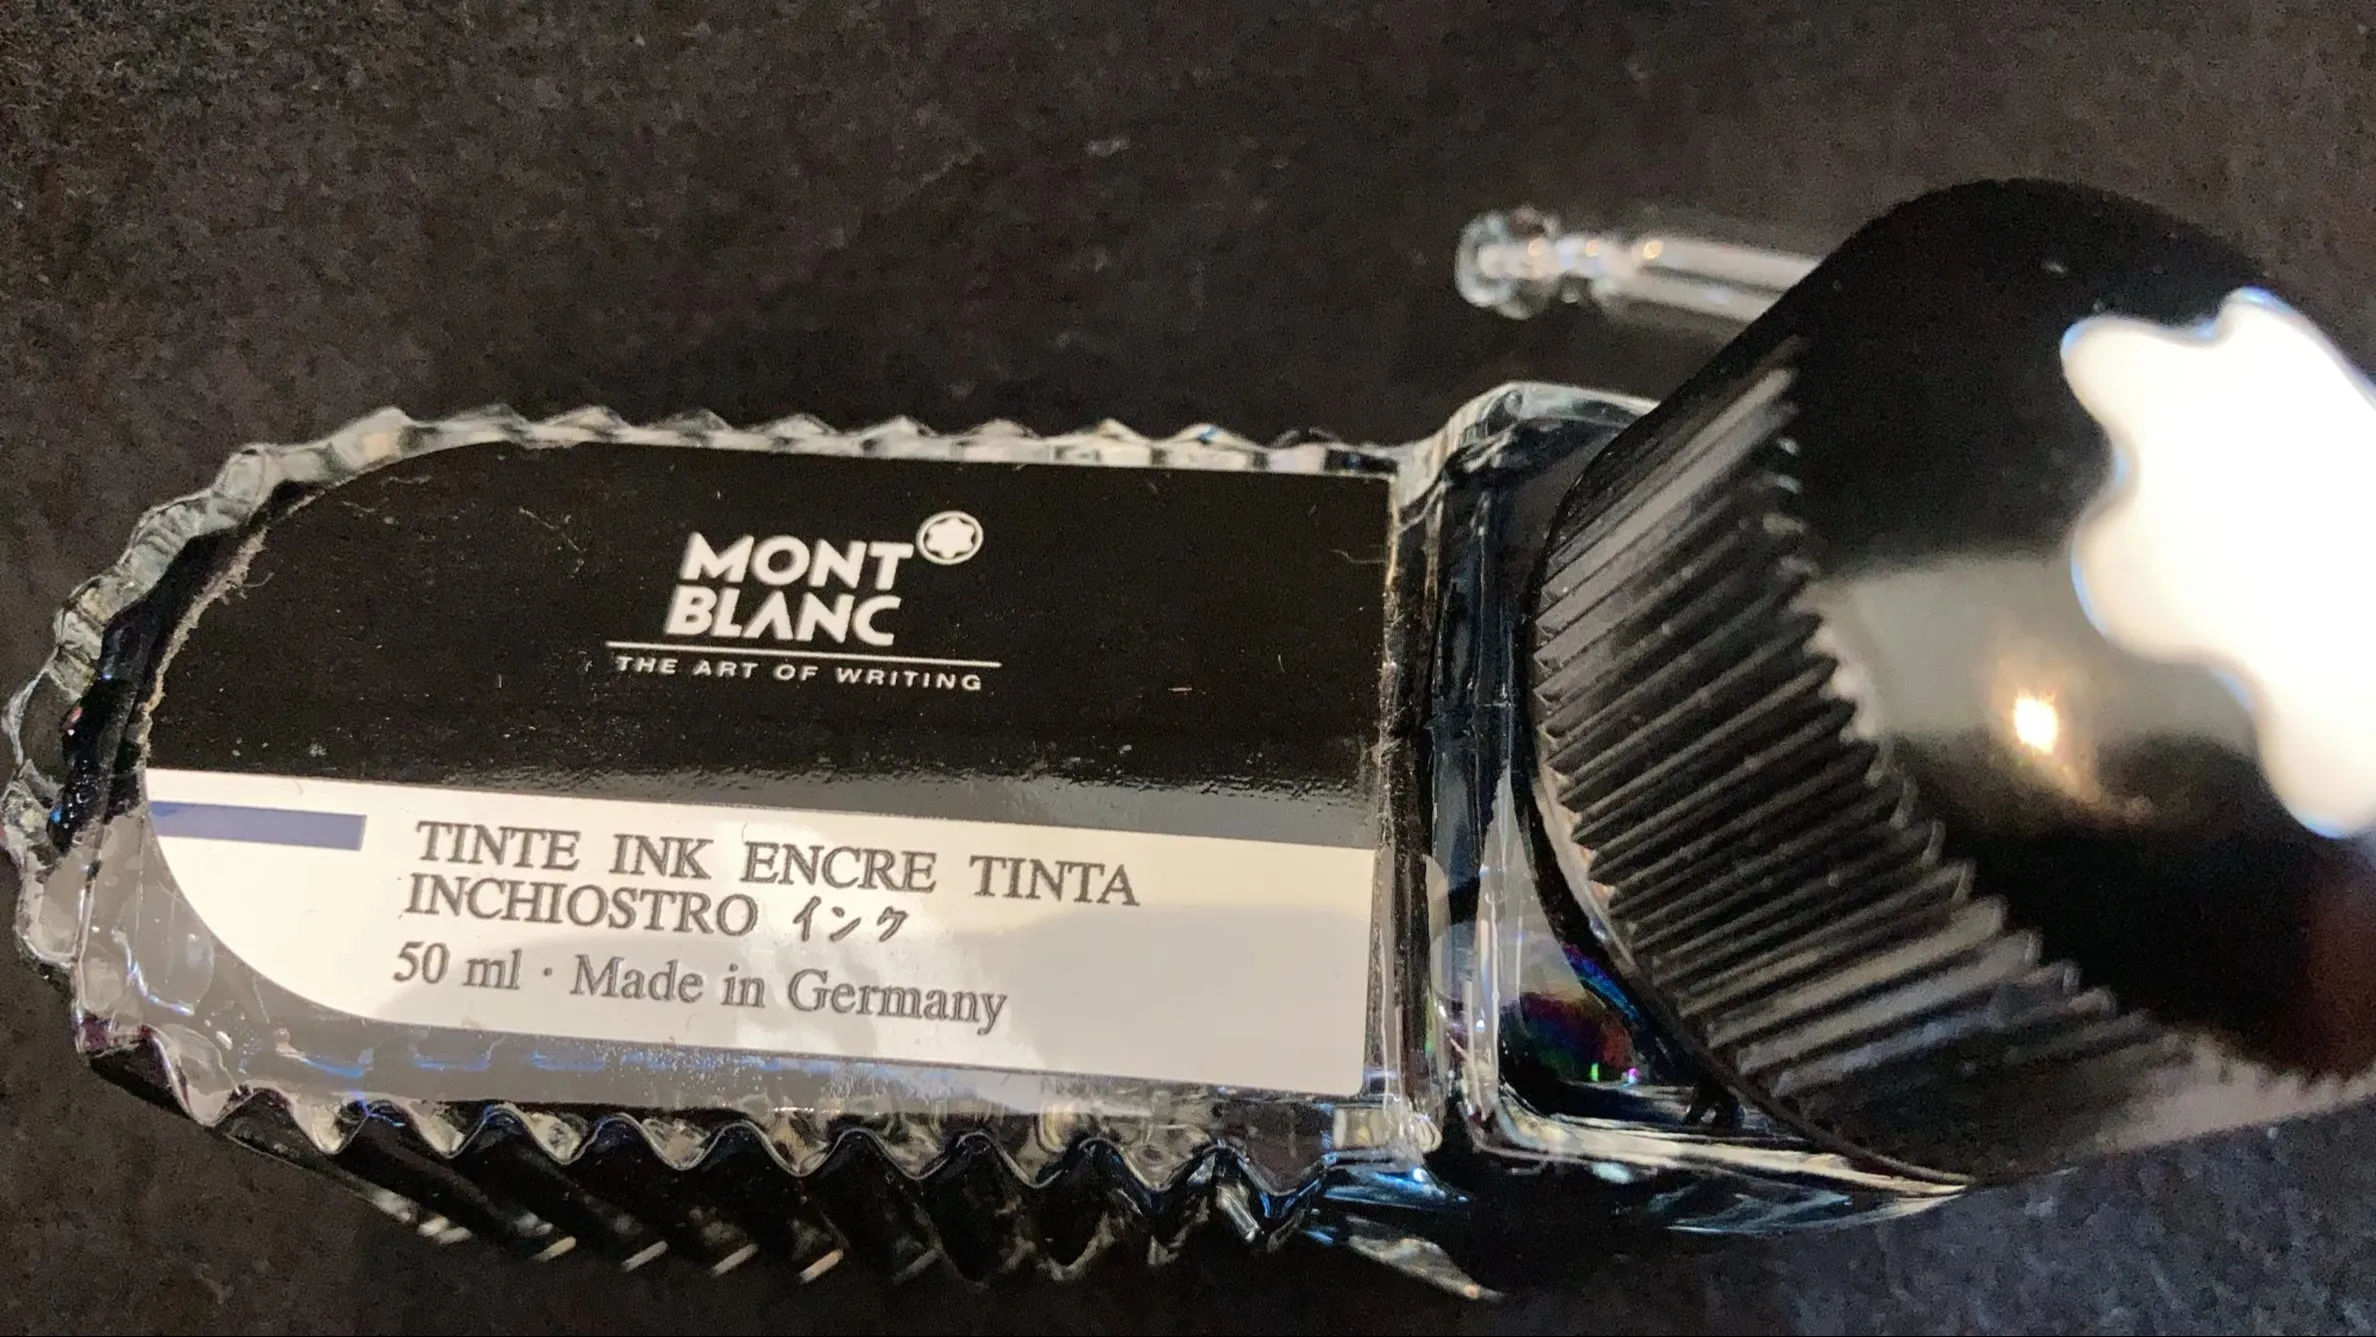 MONT
BLANC
THE ART OF WRITING
TINTE INK ENCRE TINTA
INCHIOSTRO インク
50 ml · Made in Germany